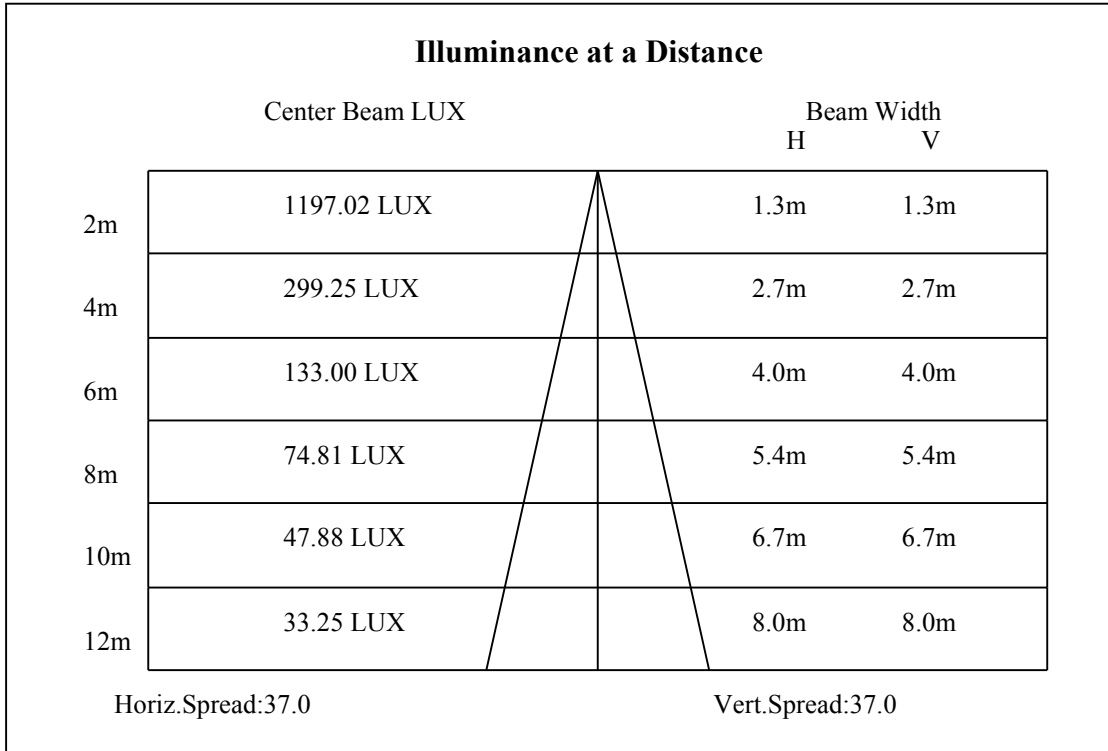 Illuminance at a Distance
Center Beam LUX Beam Width
H V
2m 1197.02 LUX 1.3m 1.3m
4m 299.25 LUX 2.7m 2.7m
6m 133.00 LUX 4.0m 4.0m
8m 74.81 LUX 5.4m 5.4m
10m 47.88 LUX 6.7m 6.7m
12m 33.25 LUX 8.0m 8.0m
Horiz.Spread:37.0 Vert.Spread:37.0